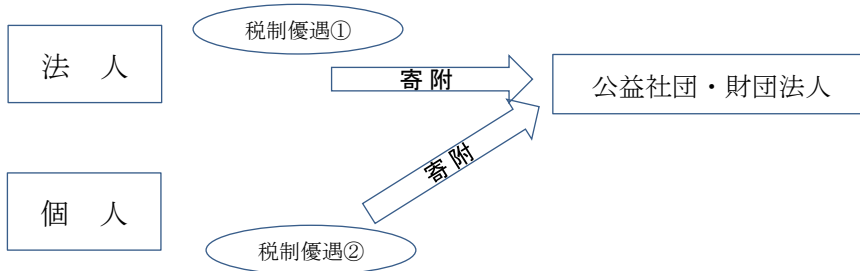 税制優遇①
法　人
寄 附
公益社団・財団法人
寄 附
個　人
税制優遇②